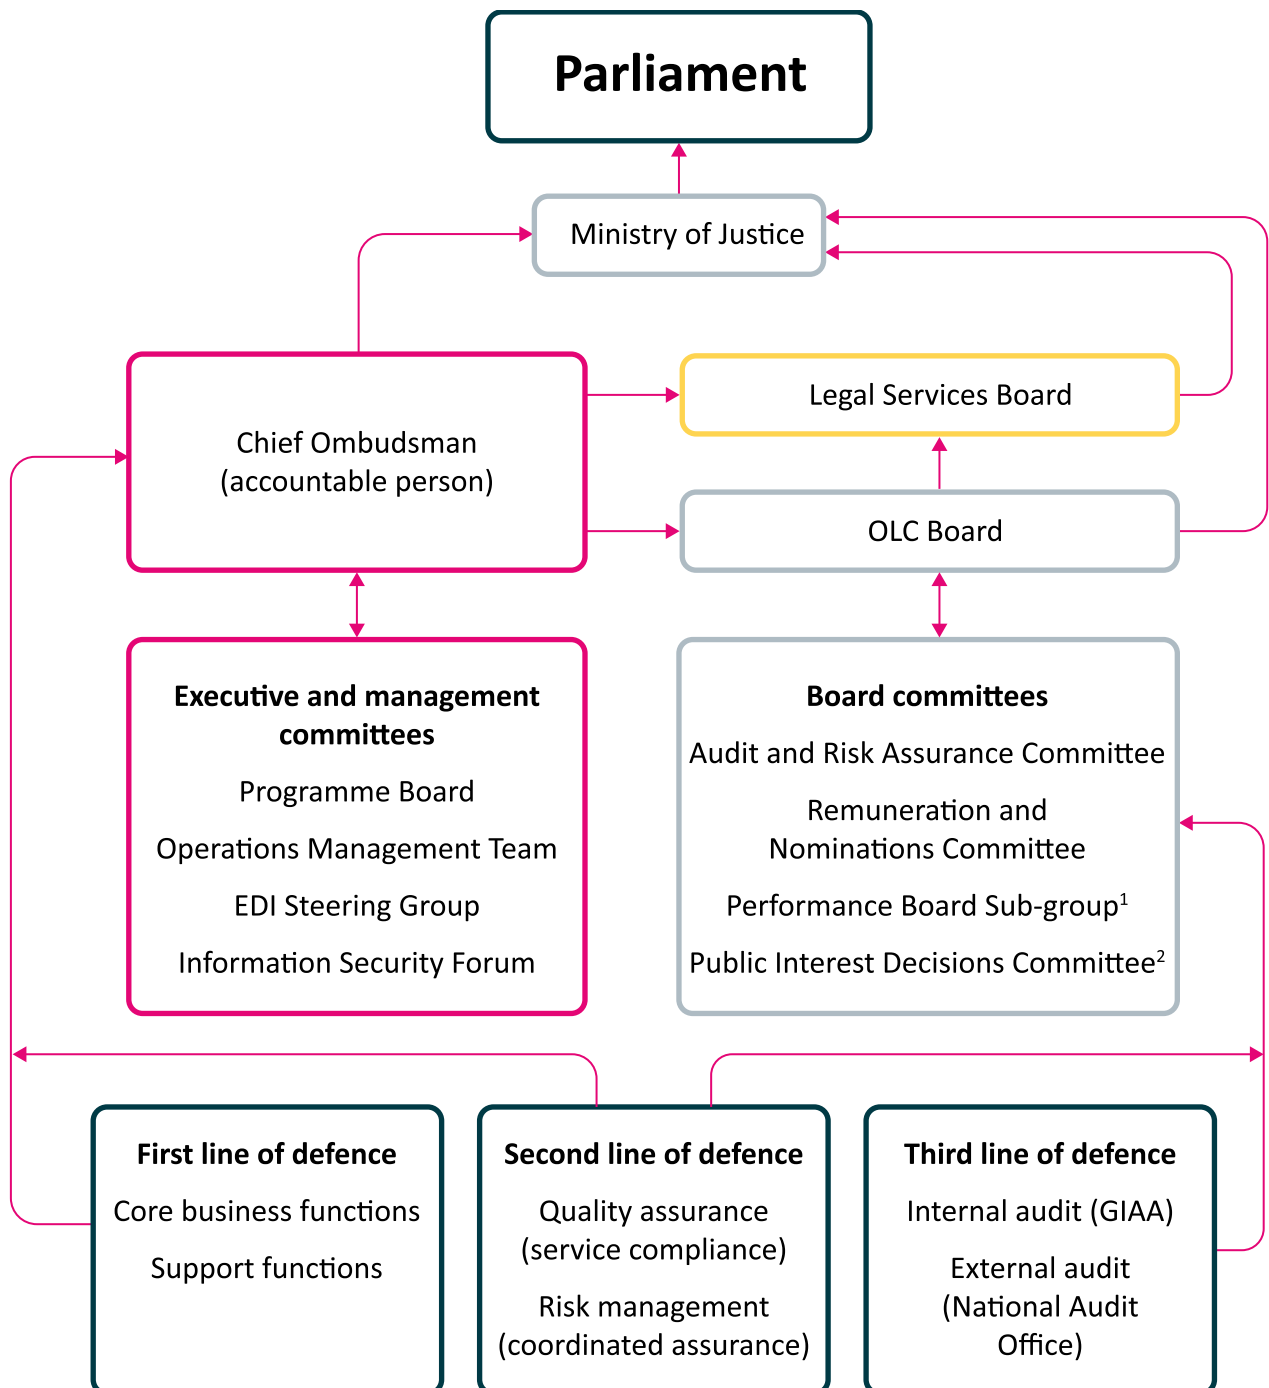 Parliament
Ministry of Justice
Chief Ombudsman
(accountable person)
Legal Services Board
OLC Board
Executive and management
committees
Programme Board
Operations Management Team
EDI Steering Group
Information Security Forum
Board committees
Audit and Risk Assurance Committee
Remuneration and
Nominations Committee
Performance Board Sub-group¹
Public Interest Decisions Committee²
First line of defence
Core business functions
Support functions
Second line of defence
Quality assurance
(service compliance)
Risk management
(coordinated assurance)
Third line of defence
Internal audit (GIAA)
External audit
(National Audit
Office)